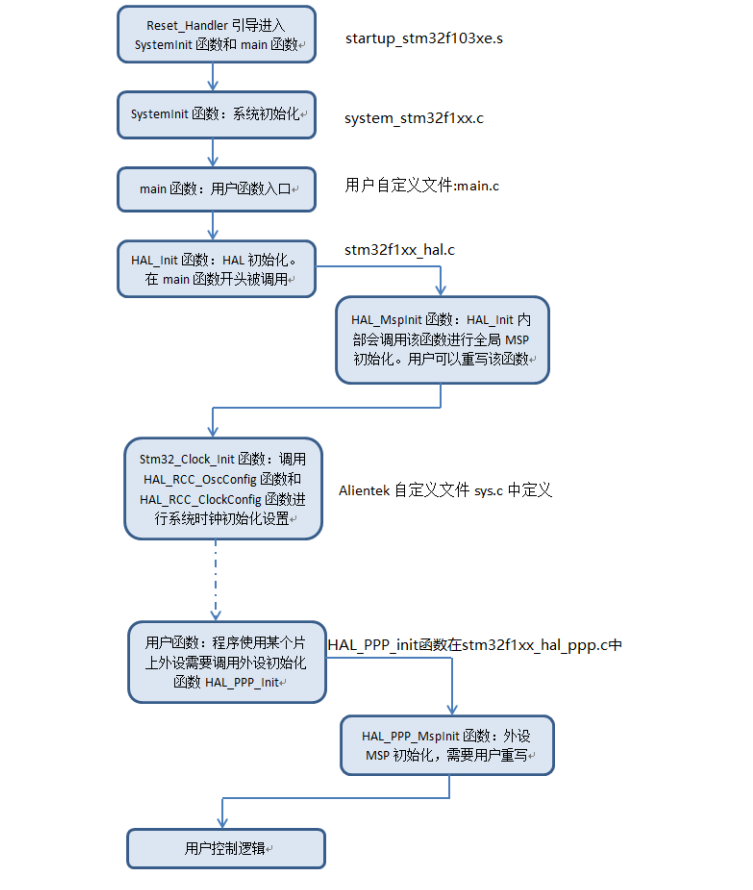 Reset_Handler 引导进入
SystemInit 函数和 main 函数↵
startup_stm32f103xe.s
SystemInit 函数：系统初始化↵
system_stm32f1xx.c
main 函数：用户函数入口↵
用户自定义文件:main.c
HAL_Init 函数：HAL 初始化。
在 main 函数开头被调用↵
stm32f1xx_hal.c
HAL_MspInit 函数：HAL_Init 内
部会调用该函数进行全局 MSP
初始化。用户可以重写该函数↵
Stm32_Clock_Init 函数：调用
HAL_RCC_OscConfig 函数和
HAL_RCC_ClockConfig 函数进
行系统时钟初始化设置↵
Alientek 自定义文件 sys.c 中定义
用户函数：程序使用某个片
上外设需要调用外设初始化
函数 HAL_PPP_Init↵
HAL_PPP_init函数在stm32f1xx_hal_ppp.c中
HAL_PPP_MspInit 函数：外设
MSP 初始化，需要用户重写↵
用户控制逻辑↵